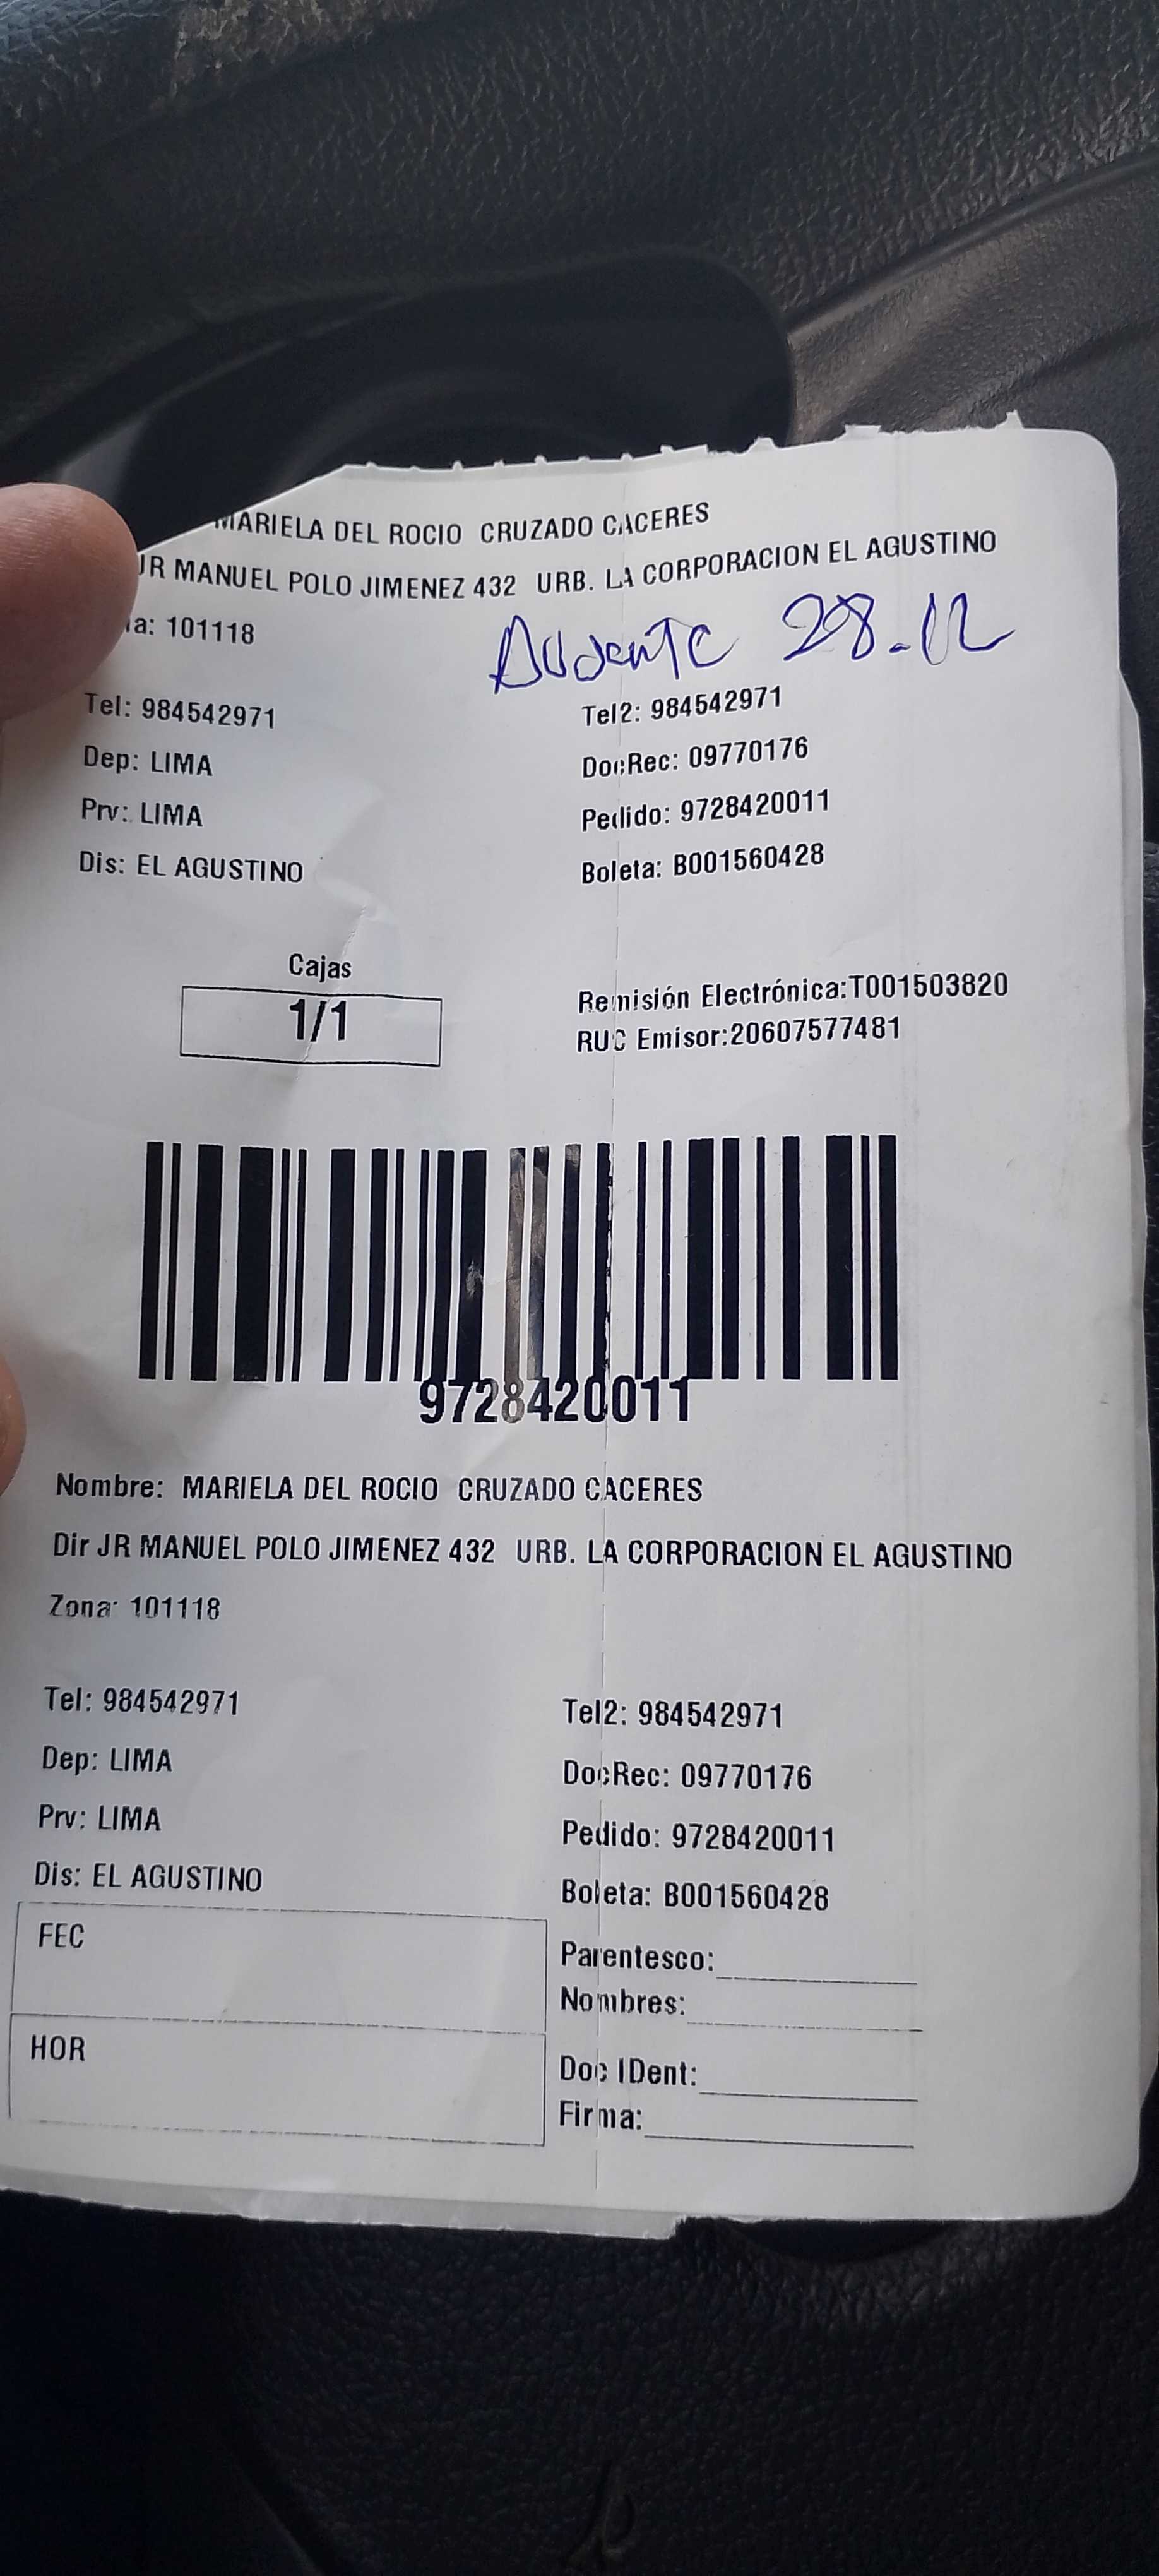 MARIELA DEL ROCIO CRUZADO CACERES
JR MANUEL POLO JIMENEZ 432 URB. LA CORPORACION EL AGUSTINO
a: 101118
Ausente 28.12
Tel: 984542971
Tel2: 984542971
Dep: LIMA
DocRec: 09770176
Prv: LIMA
Pedido: 9728420011
Dis: EL AGUSTINO
Boleta: B001560428
Cajas
1/1
Remisión Electrónica:T001503820
RUC Emisor:20607577481
9728420011
Nombre: MARIELA DEL ROCIO CRUZADO CACERES
Dir JR MANUEL POLO JIMENEZ 432 URB. LA CORPORACION EL AGUSTINO
Zona: 101118
Tel: 984542971
Tel2: 984542971
Dep: LIMA
DocRec: 09770176
Prv: LIMA
Pedido: 9728420011
Dis: EL AGUSTINO
Boleta: B001560428
FEC
Parentesco:
Nombres:
HOR
Doc IDent:
Firma: